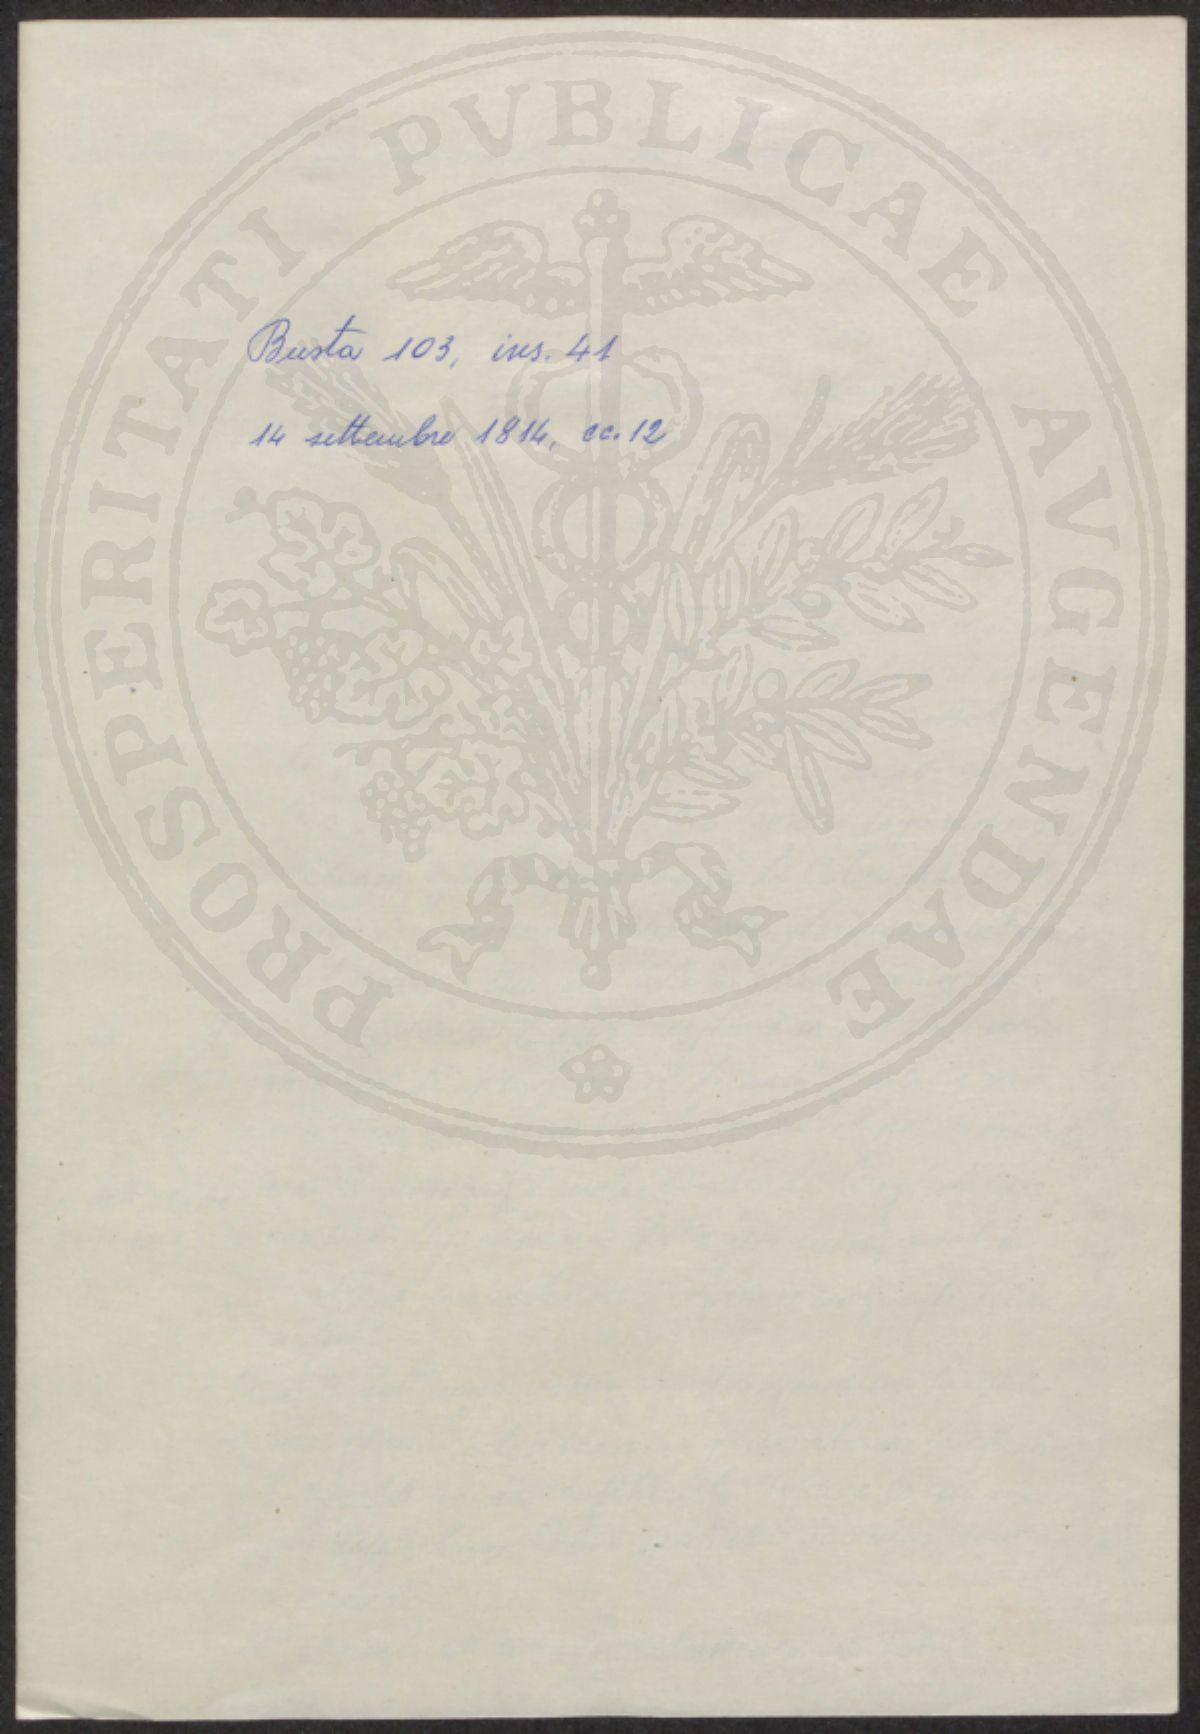 PROSPERITATI PVBLICAE AVGENDAE
Busta 103, ins. 41
14 settembre 1814, cc. 12